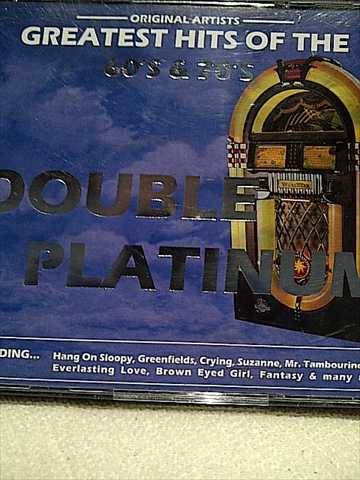 ORIGINAL ARTISTS
GREATEST HITS OF THE
60'S & 70'S
DOUBLE
PLATINUM
DING... Hang On Sloopy, Greenfields, Crying, Suzanne, Mr. Tambourine
Everlasting Love, Brown Eyed Girl, Fantasy & many